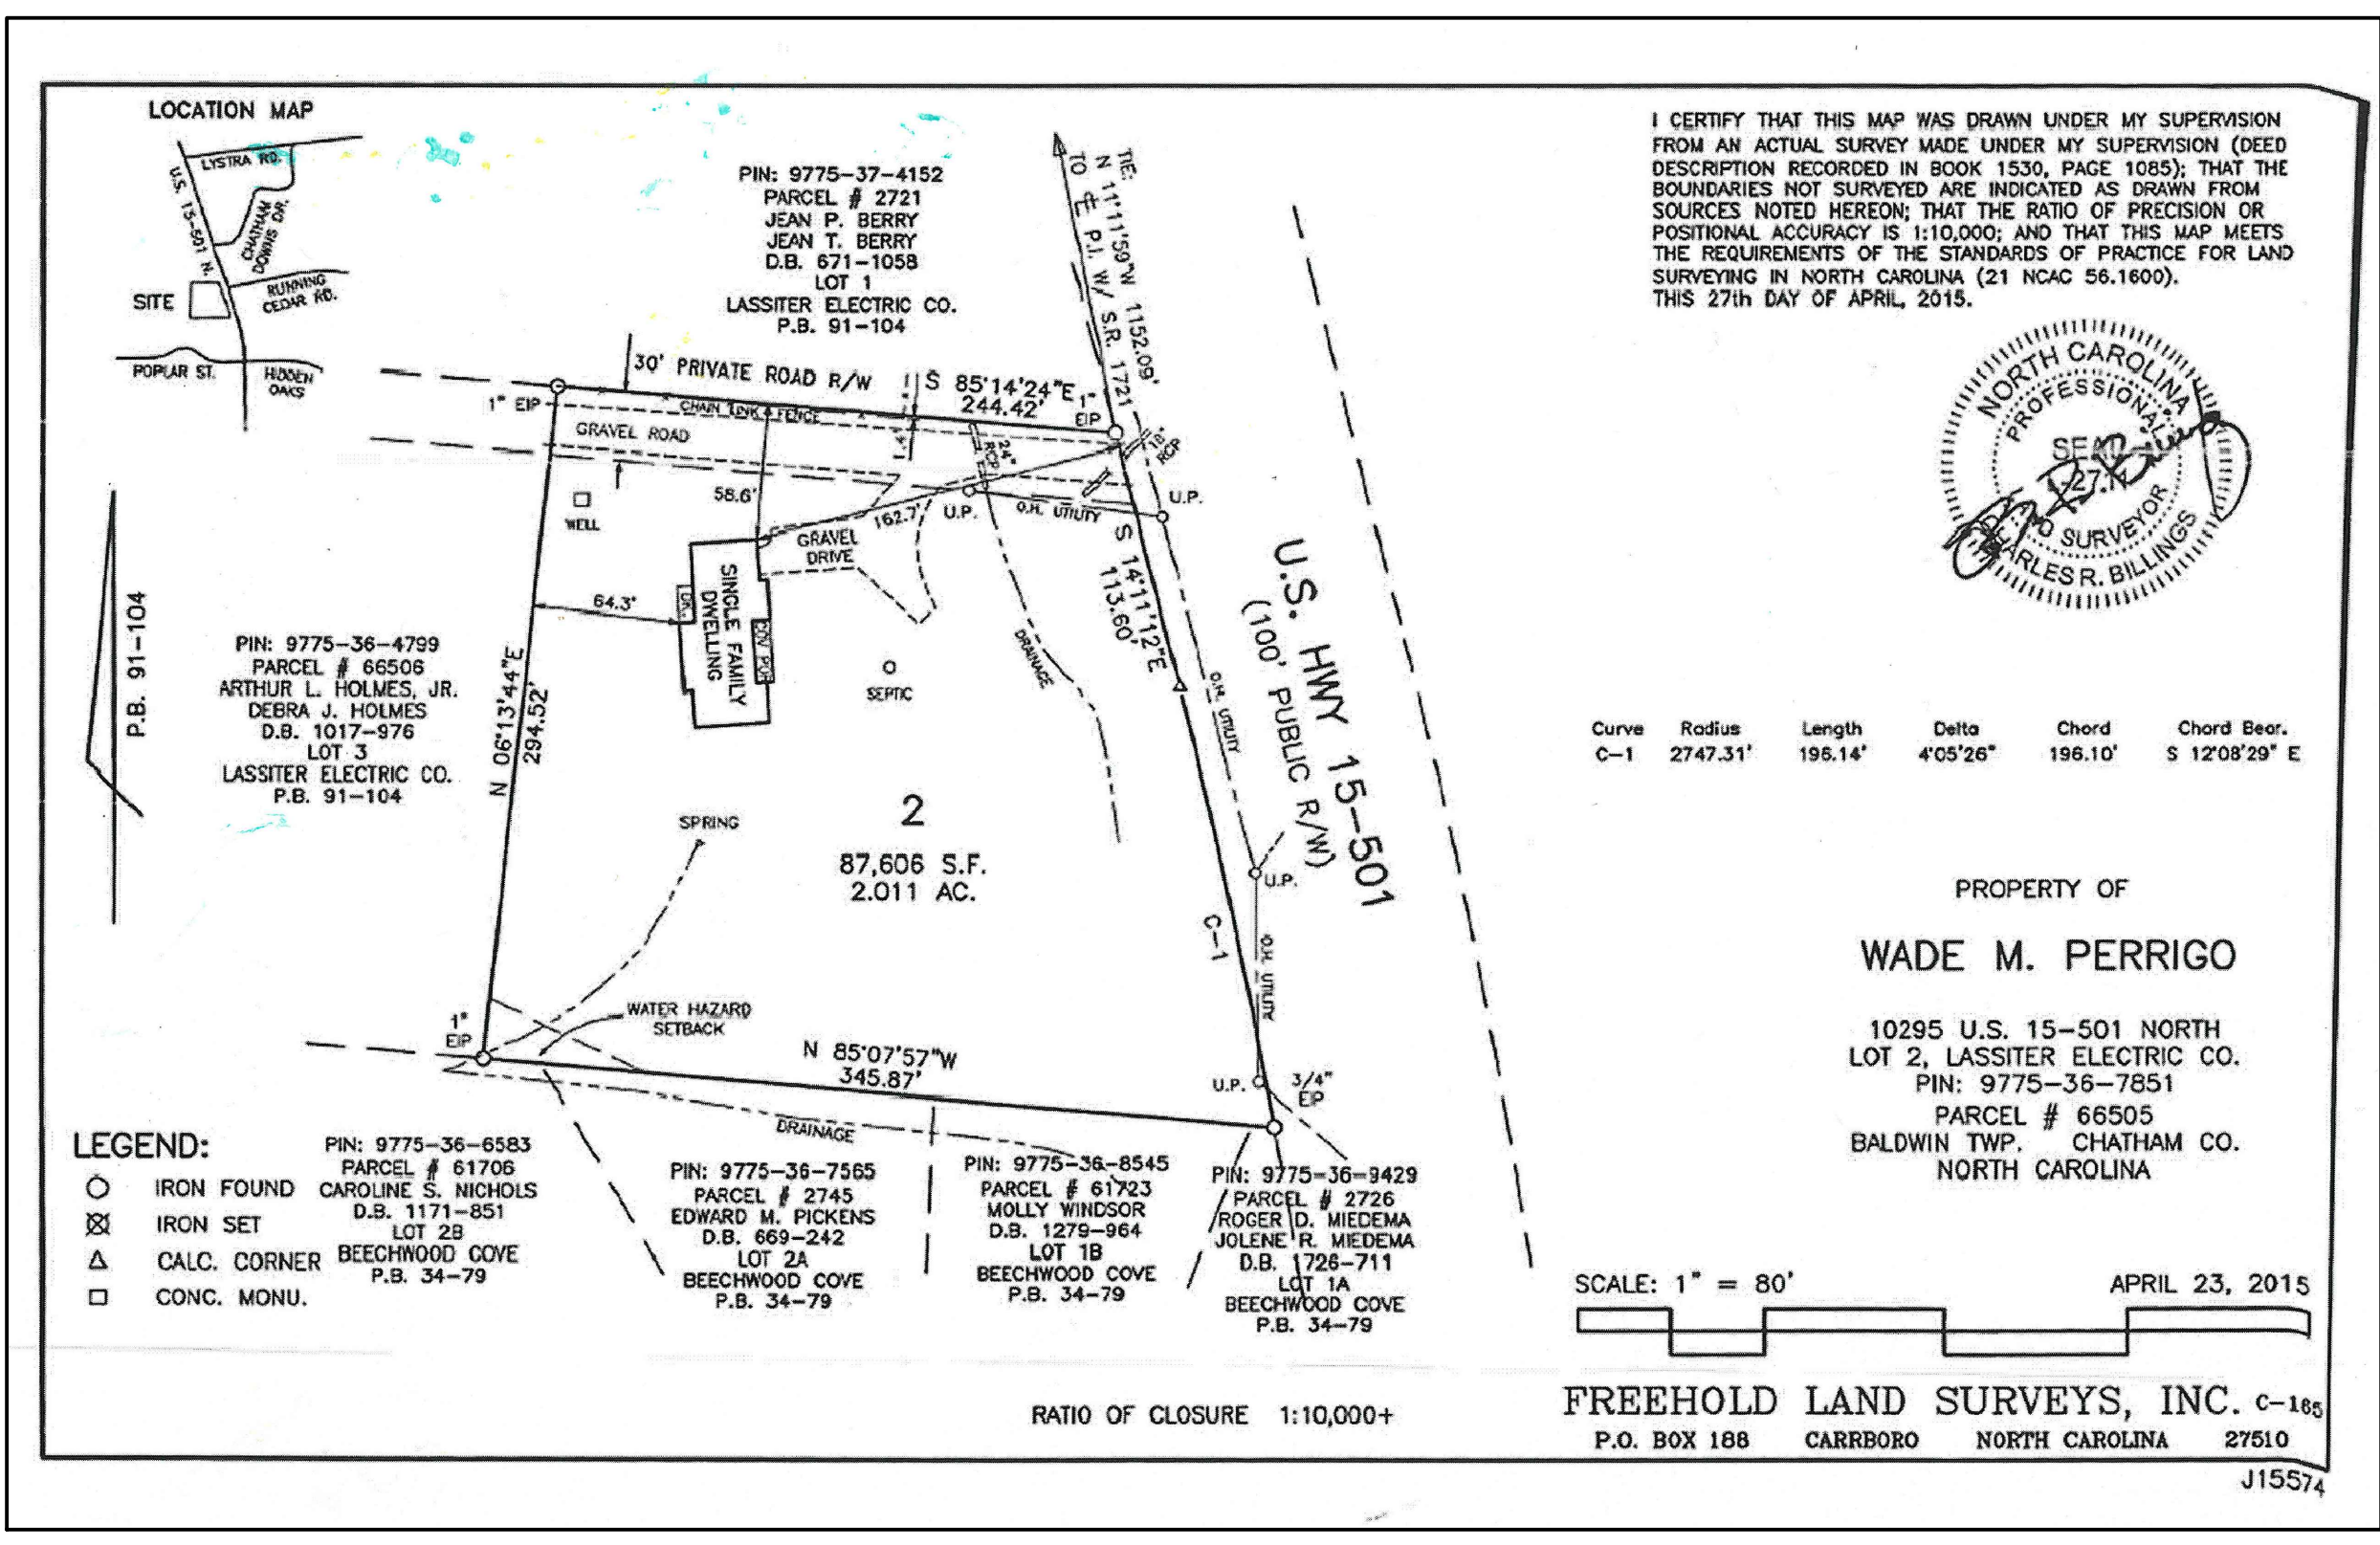 LOCATION MAP
LYSTRA RD.
U.S. 15-501 N.
CHATHAM
DOWNS DR.
RUNNING
CEDAR RD.
SITE
POPLAR ST.
HIDDEN
OAKS
PIN: 9775-37-4152
PARCEL # 2721
JEAN P. BERRY
JEAN T. BERRY
D.B. 671-1058
LOT 1
LASSITER ELECTRIC CO.
P.B. 91-104
TIE:
N 11°11'59"W 1152.09'
TO ℄ P.I. W/ S.R. 1721
I CERTIFY THAT THIS MAP WAS DRAWN UNDER MY SUPERVISION
FROM AN ACTUAL SURVEY MADE UNDER MY SUPERVISION (DEED
DESCRIPTION RECORDED IN BOOK 1530, PAGE 1085); THAT THE
BOUNDARIES NOT SURVEYED ARE INDICATED AS DRAWN FROM
SOURCES NOTED HEREON; THAT THE RATIO OF PRECISION OR
POSITIONAL ACCURACY IS 1:10,000; AND THAT THIS MAP MEETS
THE REQUIREMENTS OF THE STANDARDS OF PRACTICE FOR LAND
SURVEYING IN NORTH CAROLINA (21 NCAC 56.1600).
THIS 27th DAY OF APRIL, 2015.
NORTH CAROLINA
PROFESSIONAL
SEAL
SURVEYOR
CHARLES R. BILLINGS
30' PRIVATE ROAD R/W
S 85°14'24"E
244.42'
1"
EIP
1" EIP
CHAIN LINK FENCE
GRAVEL ROAD
24"
RCP
18"
RCP
58.6'
162.7'
U.P.
O.H. UTILITY
U.P.
WELL
GRAVEL
DRIVE
64.3'
DK.
SINGLE FAMILY
DWELLING
COV POR
SEPTIC
DRAINAGE
S 14°11'12"E
113.60'
O.H. UTILITY
U.S. HWY 15-501
(100' PUBLIC R/W)
P.B. 91-104
PIN: 9775-36-4799
PARCEL # 66506
ARTHUR L. HOLMES, JR.
DEBRA J. HOLMES
D.B. 1017-976
LOT 3
LASSITER ELECTRIC CO.
P.B. 91-104
N 06°13'44"E
294.52'
Curve Radius Length Delta Chord Chord Bear.
C-1 2747.31' 196.14' 4°05'26" 196.10' S 12°08'29" E
SPRING
2
87,606 S.F.
2.011 AC.
U.P.
C-1
O.H. UTILITY
PROPERTY OF
WADE M. PERRIGO
10295 U.S. 15-501 NORTH
LOT 2, LASSITER ELECTRIC CO.
PIN: 9775-36-7851
PARCEL # 66505
BALDWIN TWP. CHATHAM CO.
NORTH CAROLINA
1"
EIP
WATER HAZARD
SETBACK
N 85°07'57"W
345.87'
U.P.
3/4"
EIP
DRAINAGE
LEGEND:
IRON FOUND
IRON SET
CALC. CORNER
CONC. MONU.
PIN: 9775-36-6583
PARCEL # 61706
CAROLINE S. NICHOLS
D.B. 1171-851
LOT 2B
BEECHWOOD COVE
P.B. 34-79
PIN: 9775-36-7565
PARCEL # 2745
EDWARD M. PICKENS
D.B. 669-242
LOT 2A
BEECHWOOD COVE
P.B. 34-79
PIN: 9775-36-8545
PARCEL # 61723
MOLLY WINDSOR
D.B. 1279-964
LOT 1B
BEECHWOOD COVE
P.B. 34-79
PIN: 9775-36-9429
PARCEL # 2726
ROGER D. MIEDEMA
JOLENE R. MIEDEMA
D.B. 1726-711
LOT 1A
BEECHWOOD COVE
P.B. 34-79
SCALE: 1" = 80'
APRIL 23, 2015
RATIO OF CLOSURE 1:10,000+
FREEHOLD LAND SURVEYS, INC. C-165
P.O. BOX 188 CARRBORO NORTH CAROLINA 27510
J15574